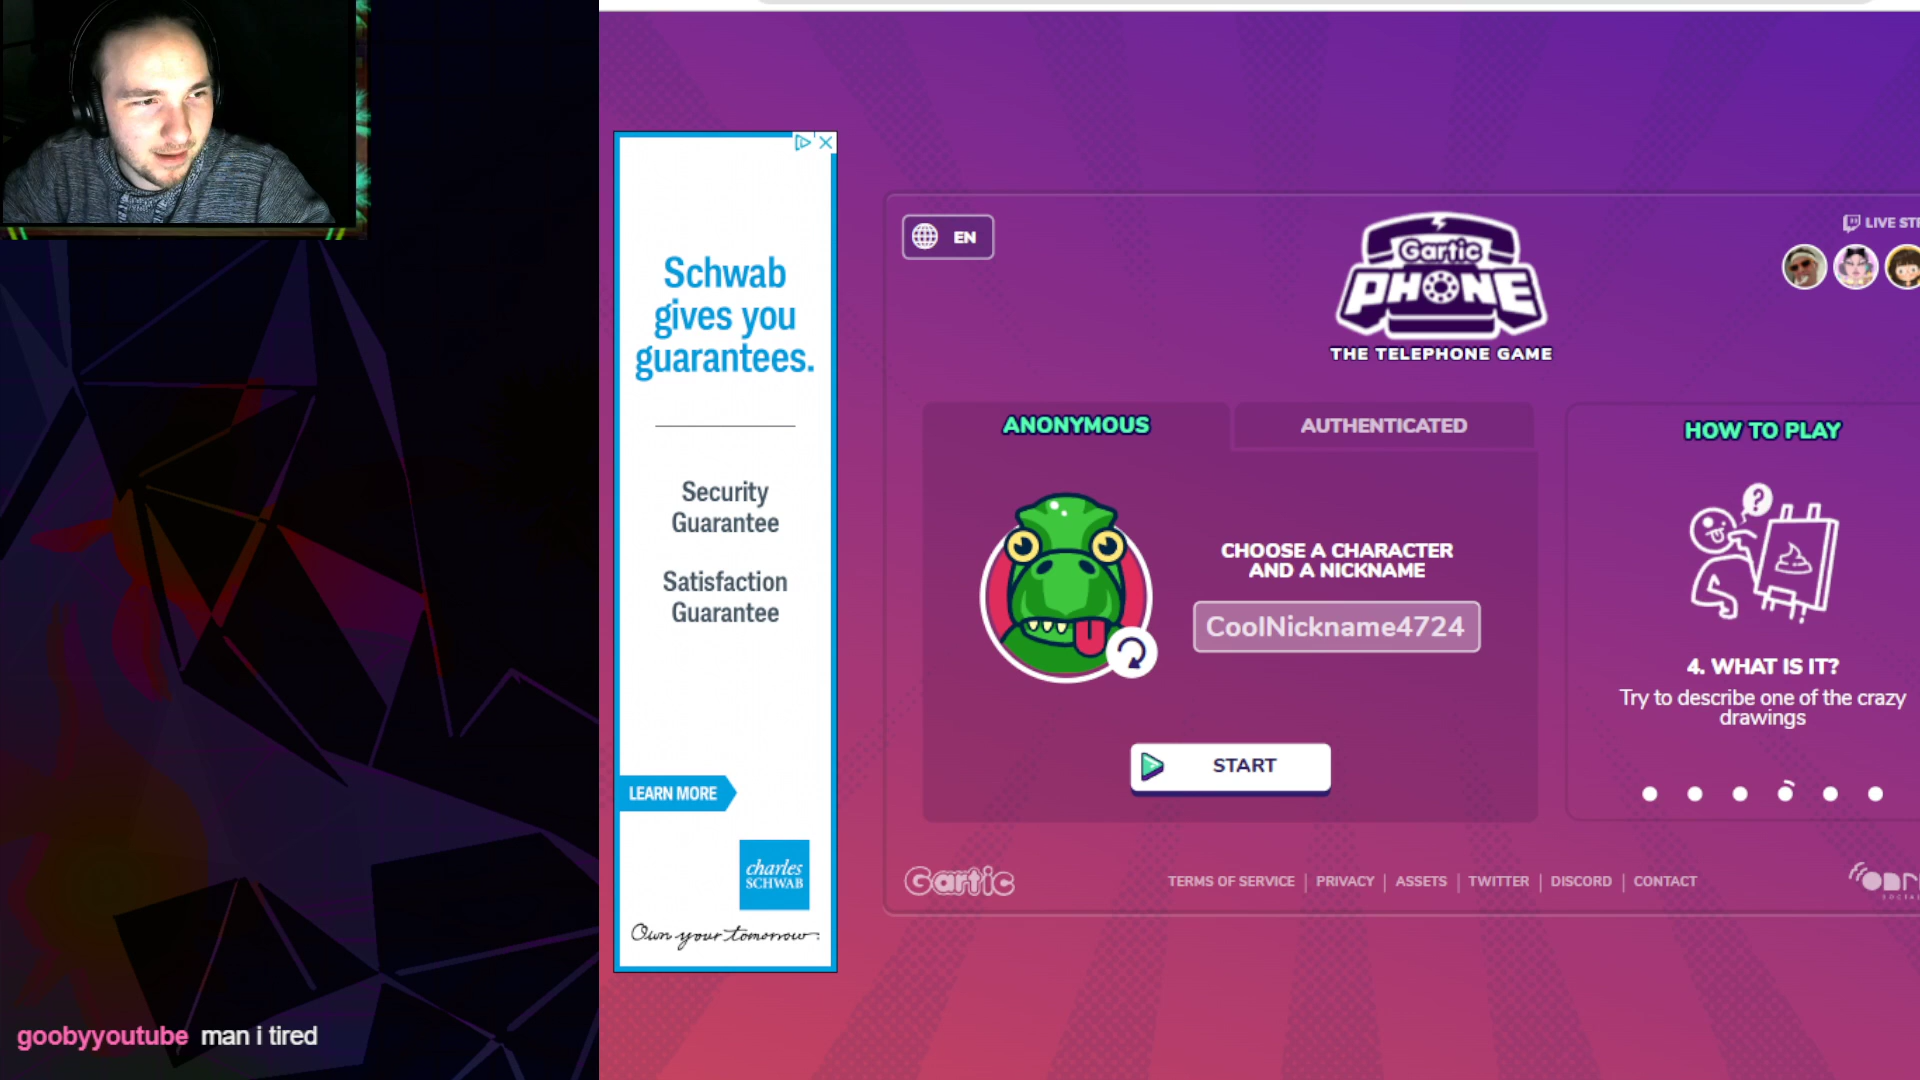 Schwab
gives you
guarantees.
Security
Guarantee
Satisfaction
Guarantee
LEARN MORE
charles
SCHWAB
Own your tomorrow.
EN
Gartic
PHONE
THE TELEPHONE GAME
LIVE STR
ANONYMOUS
AUTHENTICATED
CHOOSE A CHARACTER
AND A NICKNAME
CoolNickname4724
START
HOW TO PLAY
?
4. WHAT IS IT?
Try to describe one of the crazy
drawings
Gartic
TERMS OF SERVICE | PRIVACY | ASSETS | TWITTER | DISCORD | CONTACT
goobyyoutube man i tired